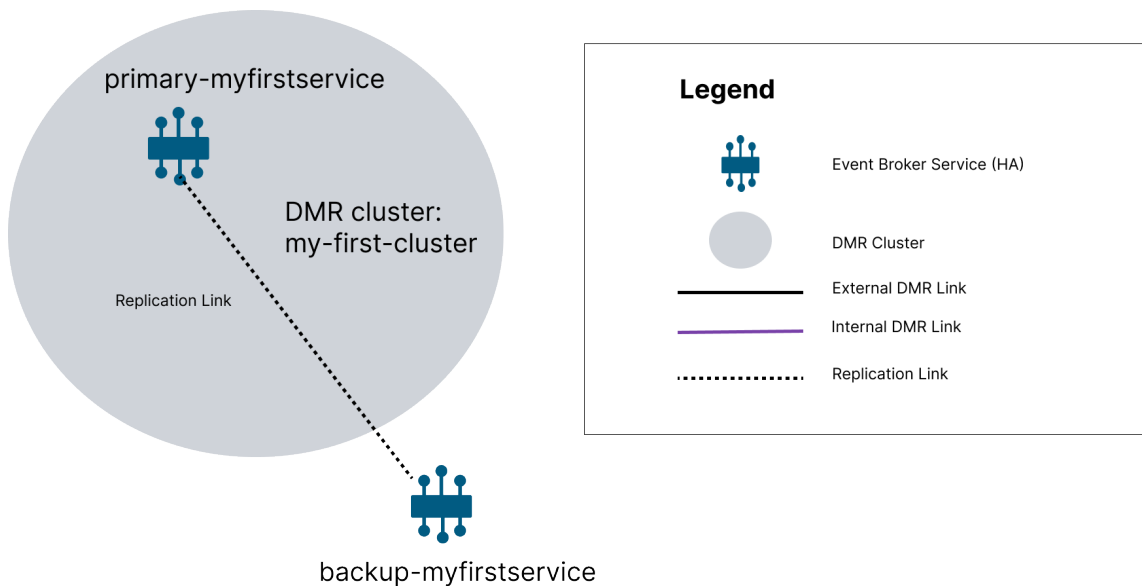 primary-myfirstservice
DMR cluster:
my-first-cluster
Replication Link
backup-myfirstservice
Legend
Event Broker Service (HA)
DMR Cluster
External DMR Link
Internal DMR Link
Replication Link